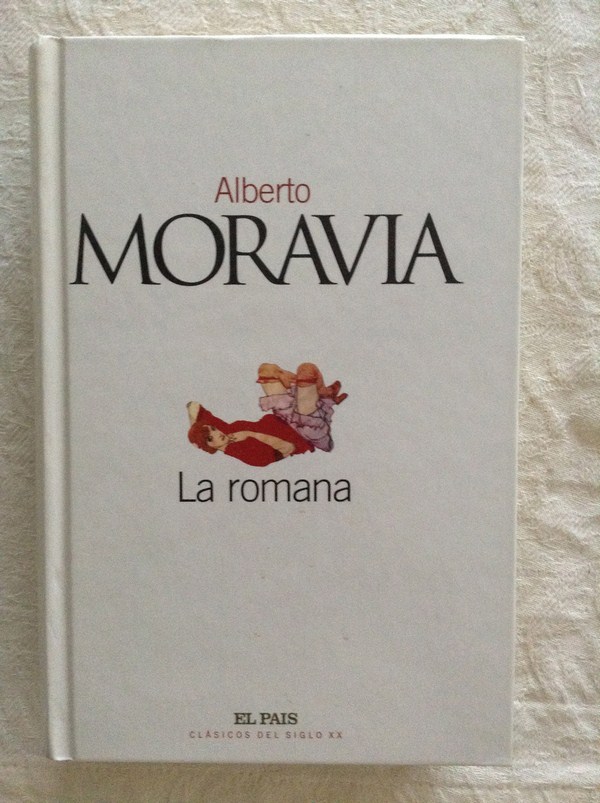 Alberto
MORAVIA
La romana
EL PAIS
CLÁSICOS DEL SIGLO XX